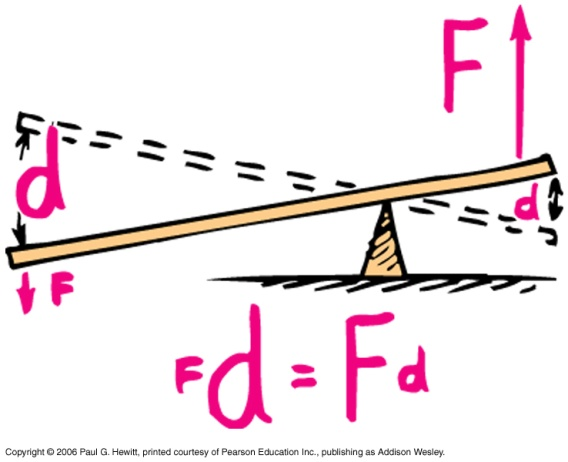 F
d
d
F
Fd = Fd
Copyright © 2006 Paul G. Hewitt, printed courtesy of Pearson Education Inc., publishing as Addison Wesley.